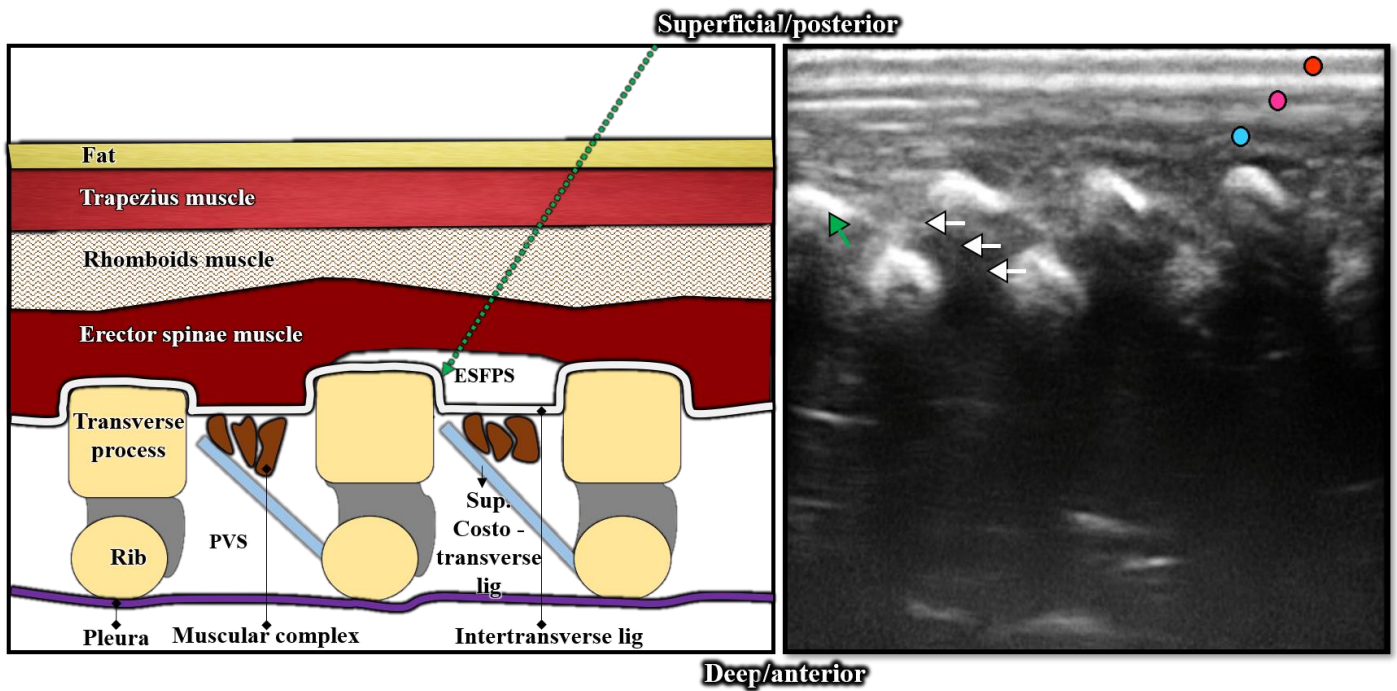 Superficial/posterior
Fat
Trapezius muscle
Rhomboids muscle
Erector spinae muscle
ESFPS
Transverse
process
Sup.
Costo -
transverse
lig
PVS
Rib
Pleura
Muscular complex
Intertransverse lig
Deep/anterior